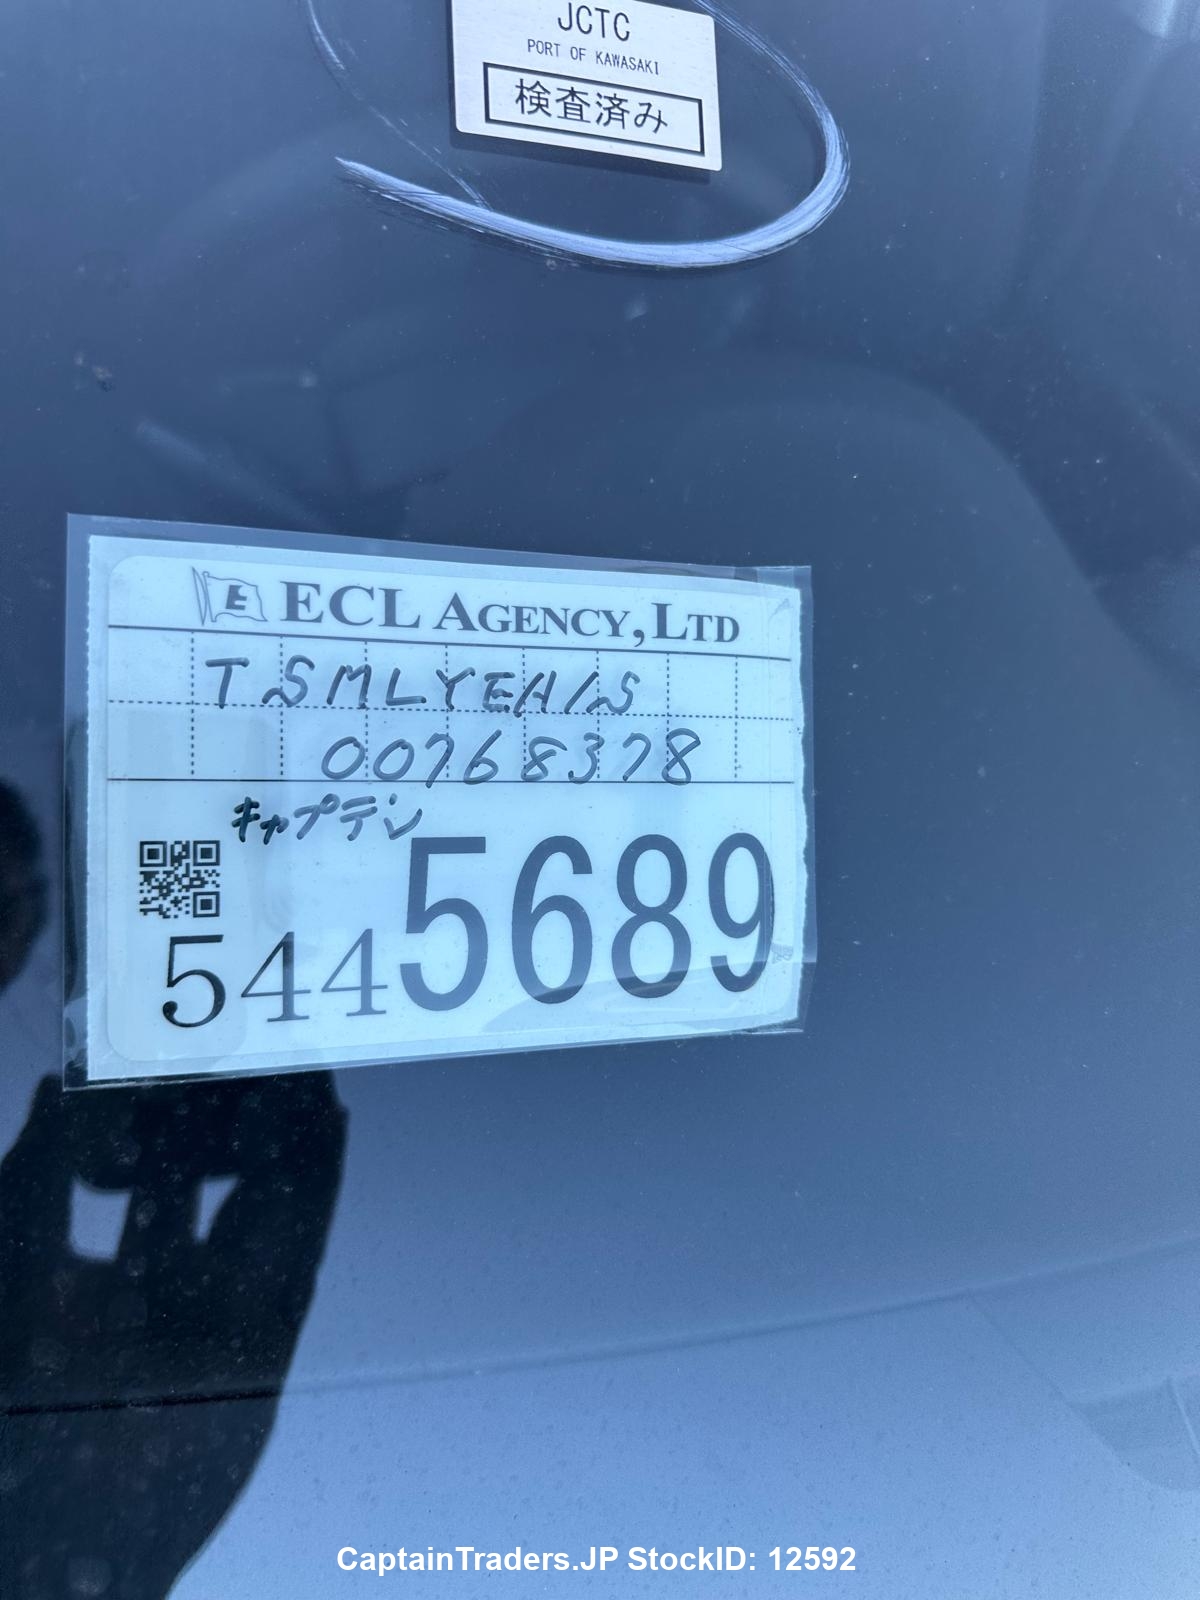 JCTC
PORT OF KAWASAKI
検査済み
E ECL AGENCY, LTD
TSMLYEH1S
00768378
キャプテン
5445689
CaptainTraders.JP StockID: 12592